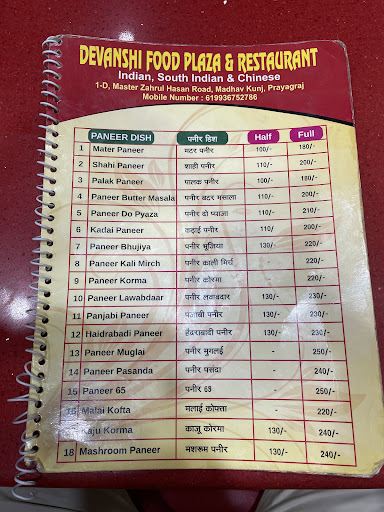 DEVANSHI FOOD PLAZA & RESTAURANT
Indian, South Indian & Chinese
1-D, Master Zahrul Hasan Road, Madhav Kunj, Prayagraj
Mobile Number : 619936752786
PANEER DISH पनीर डिश Half Full
1 Mater Paneer मटर पनीर 100/- 180/-
2 Shahi Paneer शाही पनीर 110/- 200/-
3 Palak Paneer पालक पनीर 100/- 180/-
4 Paneer Butter Masala पनीर बटर मसाला 110/- 200/-
5 Paneer Do Pyaza पनीर दो प्याजा 110/- 210/-
6 Kadai Paneer कढ़ाई पनीर 110/ 200/-
7 Paneer Bhujiya पनीर भुजिया 130/- 220/-
8 Paneer Kali Mirch पनीर काली मिर्च - 220/-
9 Paneer Korma पनीर कोरमा 220/-
10 Paneer Lawabdaar पनीर लवाबदार 130/- 230/-
11 Panjabi Paneer पंजाबी पनीर 130/- 230/-
12 Haidrabadi Paneer हैदराबादी पनीर 130/- 230/-
13 Paneer Muglai पनीर मुगलई - 250/-
14 Paneer Pasanda पनीर पसंदा - 240/-
15 Paneer 65 पनीर 65 - 250/-
16 Malai Kofta मलाई कोफ्ता - 220/-
Kaju Korma काजू कोरमा 130/- 240/-
18 Mashroom Paneer मशरूम पनीर 130/- 240/-